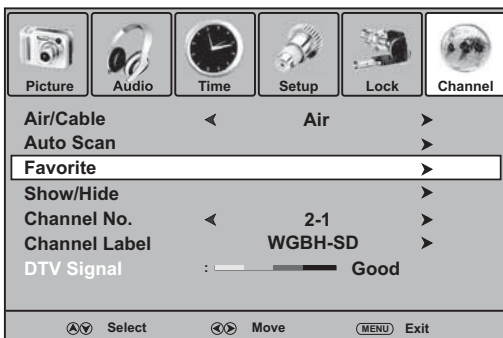 Picture Audio Time Setup Lock Channel
Air/Cable Air
Auto Scan
Favorite
Show/Hide
Channel No. 2-1
Channel Label WGBH-SD
DTV Signal : Good
Select Move MENU Exit